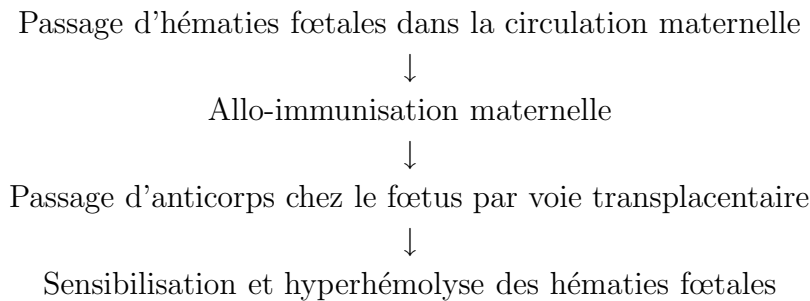 Passage d'hématies fœtales dans la circulation maternelle
↓
Allo-immunisation maternelle
↓
Passage d'anticorps chez le fœtus par voie transplacentaire
↓
Sensibilisation et hyperhémolyse des hématies fœtales